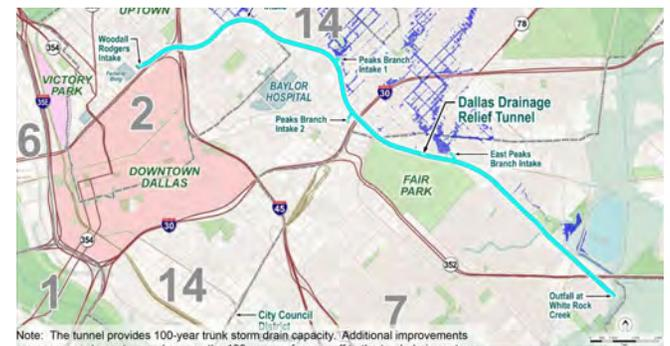 UPTOWN
Intake
14
78
354
Woodall
Rodgers
Intake
Peaks Branch
Intake 1
VICTORY
PARK
BAYLOR
HOSPITAL
30
35E
2
Dallas Drainage
Relief Tunnel
Peaks Branch
Intake 2
6
East Peaks
Branch Intake
DOWNTOWN
DALLAS
FAIR
PARK
45
30
354
352
1
14
7
Outfall at
White Rock
Creek
City Council
District
Note: The tunnel provides 100-year trunk storm drain capacity. Additional improvements